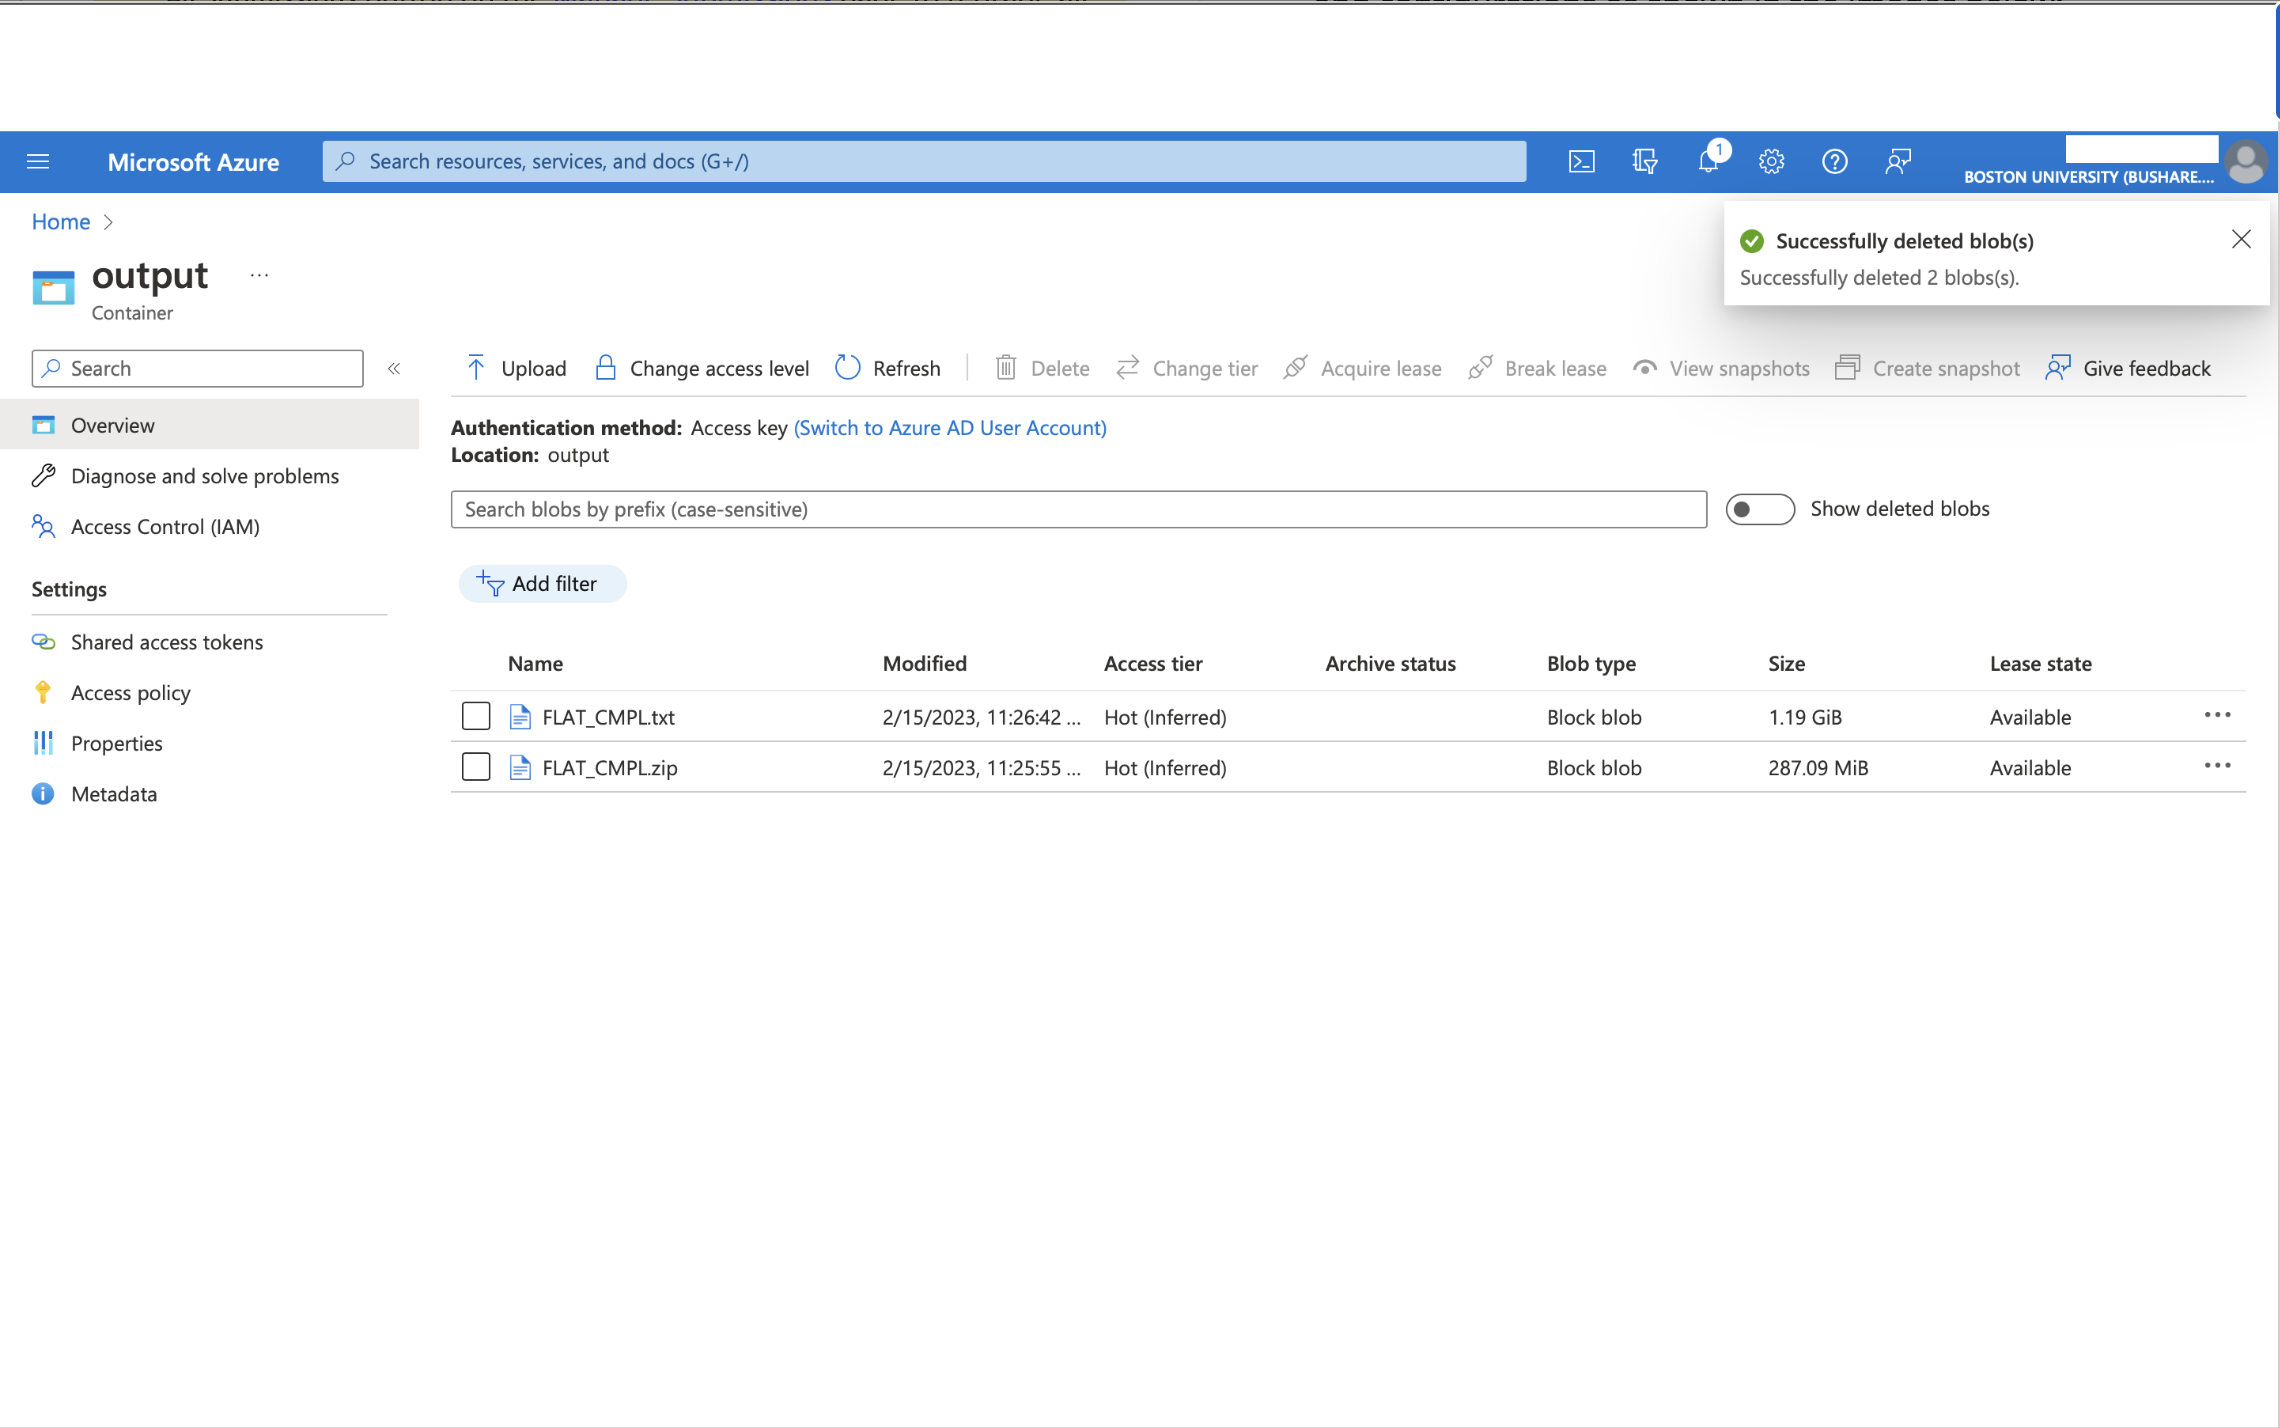 Microsoft Azure
Search resources, services, and docs (G+/)
1
BOSTON UNIVERSITY (BUSHARE....
Home
Successfully deleted blob(s)
Successfully deleted 2 blobs(s).
output
...
Container
Search
«
Upload
Change access level
Refresh
Delete
Change tier
Acquire lease
Break lease
View snapshots
Create snapshot
Give feedback
Overview
Diagnose and solve problems
Access Control (IAM)
Settings
Shared access tokens
Access policy
Properties
Metadata
Authentication method: Access key (Switch to Azure AD User Account)
Location: output
Search blobs by prefix (case-sensitive)
Show deleted blobs
Add filter
Name Modified Access tier Archive status Blob type Size Lease state
FLAT_CMPL.txt 2/15/2023, 11:26:42 ... Hot (Inferred) Block blob 1.19 GiB Available ...
FLAT_CMPL.zip 2/15/2023, 11:25:55 ... Hot (Inferred) Block blob 287.09 MiB Available ...